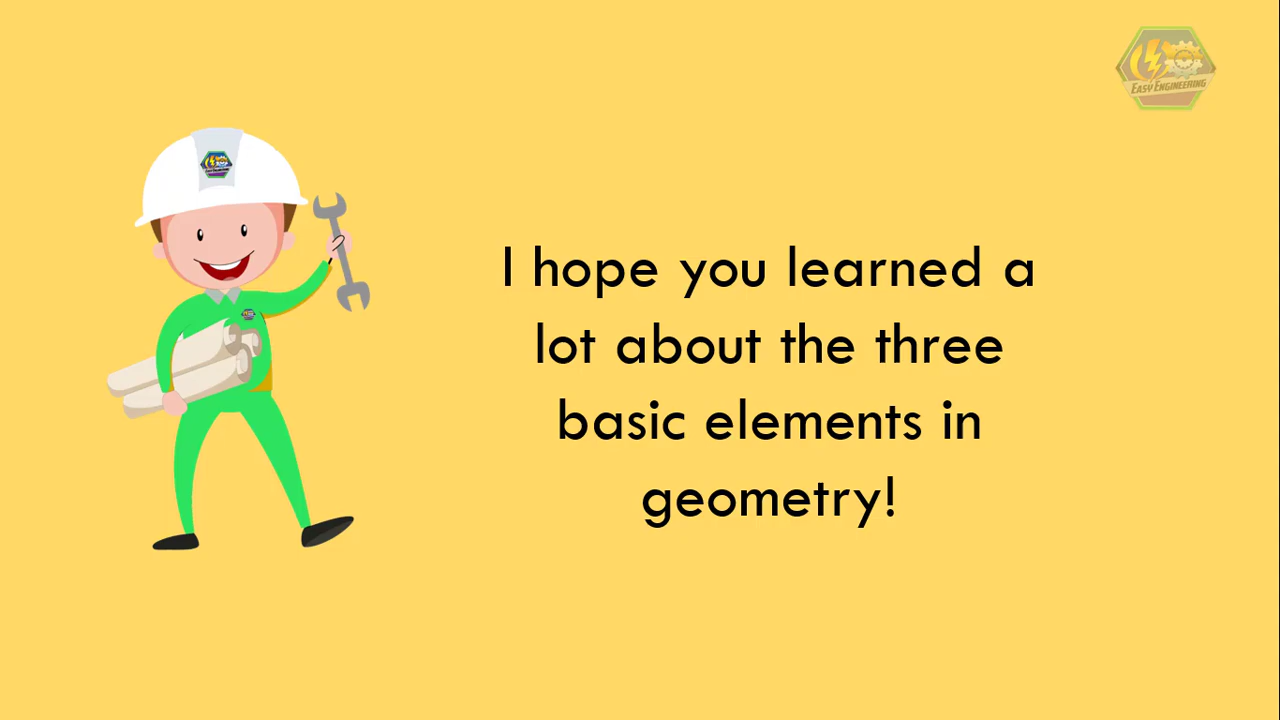 EASY ENGINEERING
I hope you learned a
lot about the three
basic elements in
geometry!